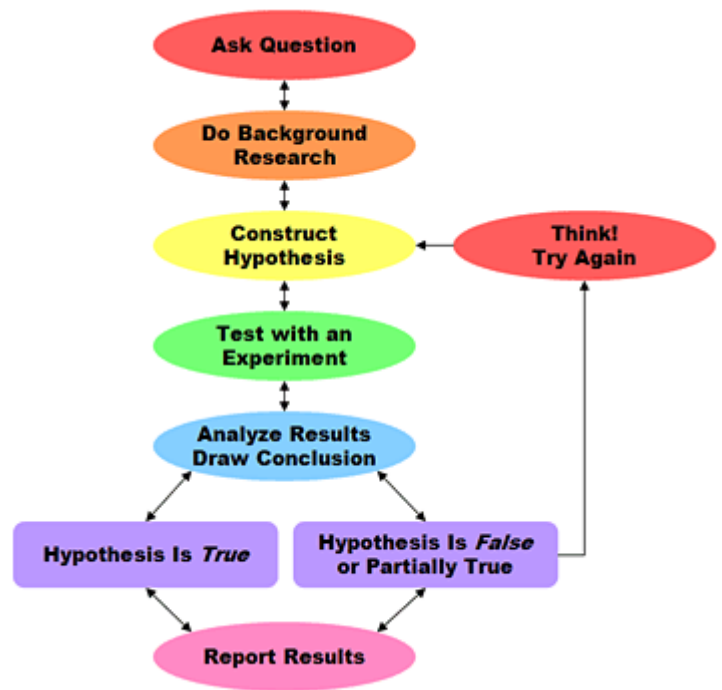 Ask Question
Do Background
Research
Construct
Hypothesis
Think!
Try Again
Test with an
Experiment
Analyze Results
Draw Conclusion
Hypothesis Is True
Hypothesis Is False
or Partially True
Report Results